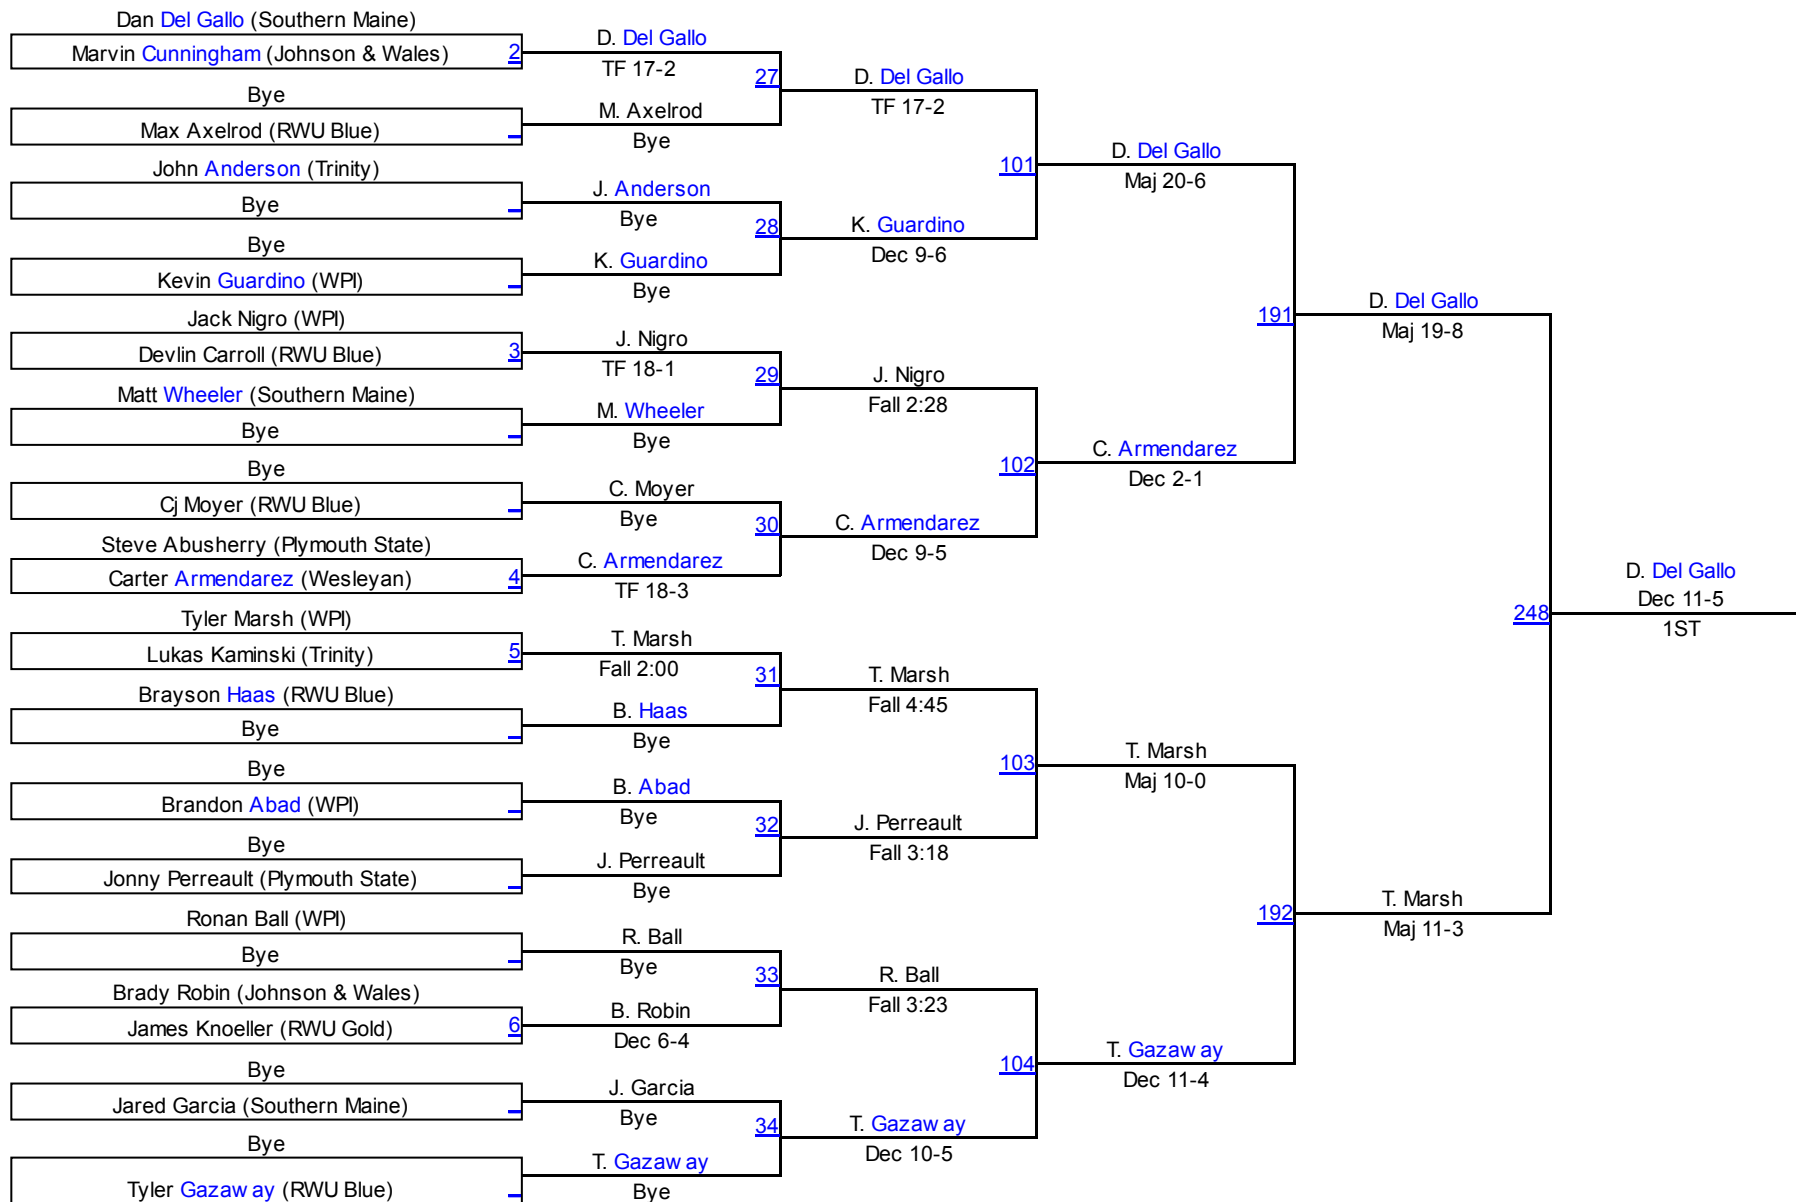 Dan Del Gallo (Southern Maine)
Marvin Cunningham (Johnson & Wales) 2
Bye
Max Axelrod (RWU Blue)
John Anderson (Trinity)
Bye
Bye
Kevin Guardino (WPI)
Jack Nigro (WPI)
Devlin Carroll (RWU Blue) 3
Matt Wheeler (Southern Maine)
Bye
Bye
Cj Moyer (RWU Blue)
Steve Abusherry (Plymouth State)
Carter Armendarez (Wesleyan) 4
Tyler Marsh (WPI)
Lukas Kaminski (Trinity) 5
Brayson Haas (RWU Blue)
Bye
Bye
Brandon Abad (WPI)
Bye
Jonny Perreault (Plymouth State)
Ronan Ball (WPI)
Bye
Brady Robin (Johnson & Wales)
James Knoeller (RWU Gold) 6
Bye
Jared Garcia (Southern Maine)
Bye
Tyler Gazaway (RWU Blue)
D. Del Gallo
TF 17-2
27
M. Axelrod
Bye
J. Anderson
Bye
28
K. Guardino
Bye
J. Nigro
TF 18-1
29
M. Wheeler
Bye
C. Moyer
Bye
30
C. Armendarez
TF 18-3
T. Marsh
Fall 2:00
31
B. Haas
Bye
B. Abad
Bye
32
J. Perreault
Bye
R. Ball
Bye
33
B. Robin
Dec 6-4
J. Garcia
Bye
34
T. Gazaway
Bye
D. Del Gallo
TF 17-2
101
K. Guardino
Dec 9-6
J. Nigro
Fall 2:28
102
C. Armendarez
Dec 9-5
T. Marsh
Fall 4:45
103
J. Perreault
Fall 3:18
R. Ball
Fall 3:23
104
T. Gazaway
Dec 10-5
D. Del Gallo
Maj 20-6
191
C. Armendarez
Dec 2-1
T. Marsh
Maj 10-0
192
T. Gazaway
Dec 11-4
D. Del Gallo
Maj 19-8
248
T. Marsh
Maj 11-3
D. Del Gallo
Dec 11-5
1ST